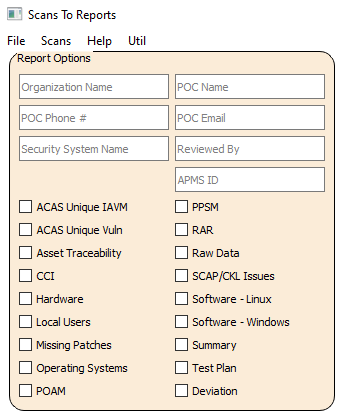 Scans To Reports
File Scans Help Util
Report Options
Organization Name POC Name
POC Phone # POC Email
Security System Name Reviewed By
APMS ID
ACAS Unique IAVM PPSM
ACAS Unique Vuln RAR
Asset Traceability Raw Data
CCI SCAP/CKL Issues
Hardware Software - Linux
Local Users Software - Windows
Missing Patches Summary
Operating Systems Test Plan
POAM Deviation